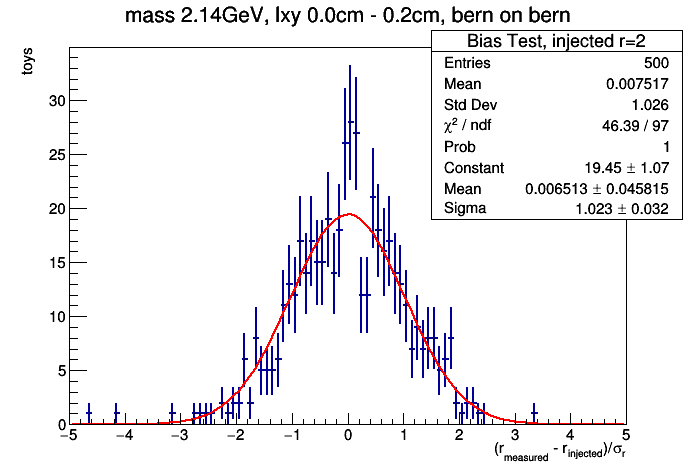 mass 2.14GeV, lxy 0.0cm - 0.2cm, bern on bern
Bias Test, injected r=2
Entries 500
Mean 0.007517
Std Dev 1.026
χ² / ndf 46.39 / 97
Prob 1
Constant 19.45 ± 1.07
Mean 0.006513 ± 0.045815
Sigma 1.023 ± 0.032
toys
30
25
20
15
10
5
0
−5 −4 −3 −2 −1 0 1 2 3 4 5
(r_measured - r_injected)/σ_r